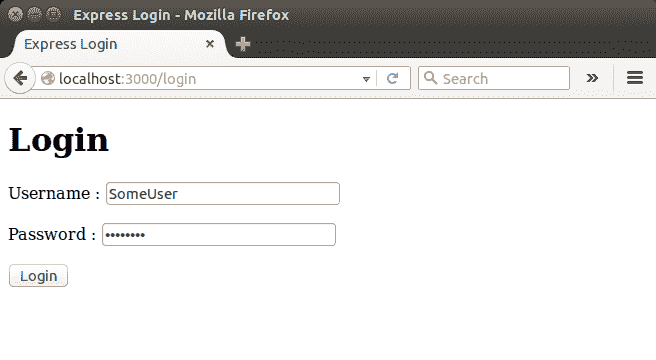 Express Login - Mozilla Firefox
Express Login
localhost:3000/login
Search
Login
Username : SomeUser
Password : ••••••••
Login